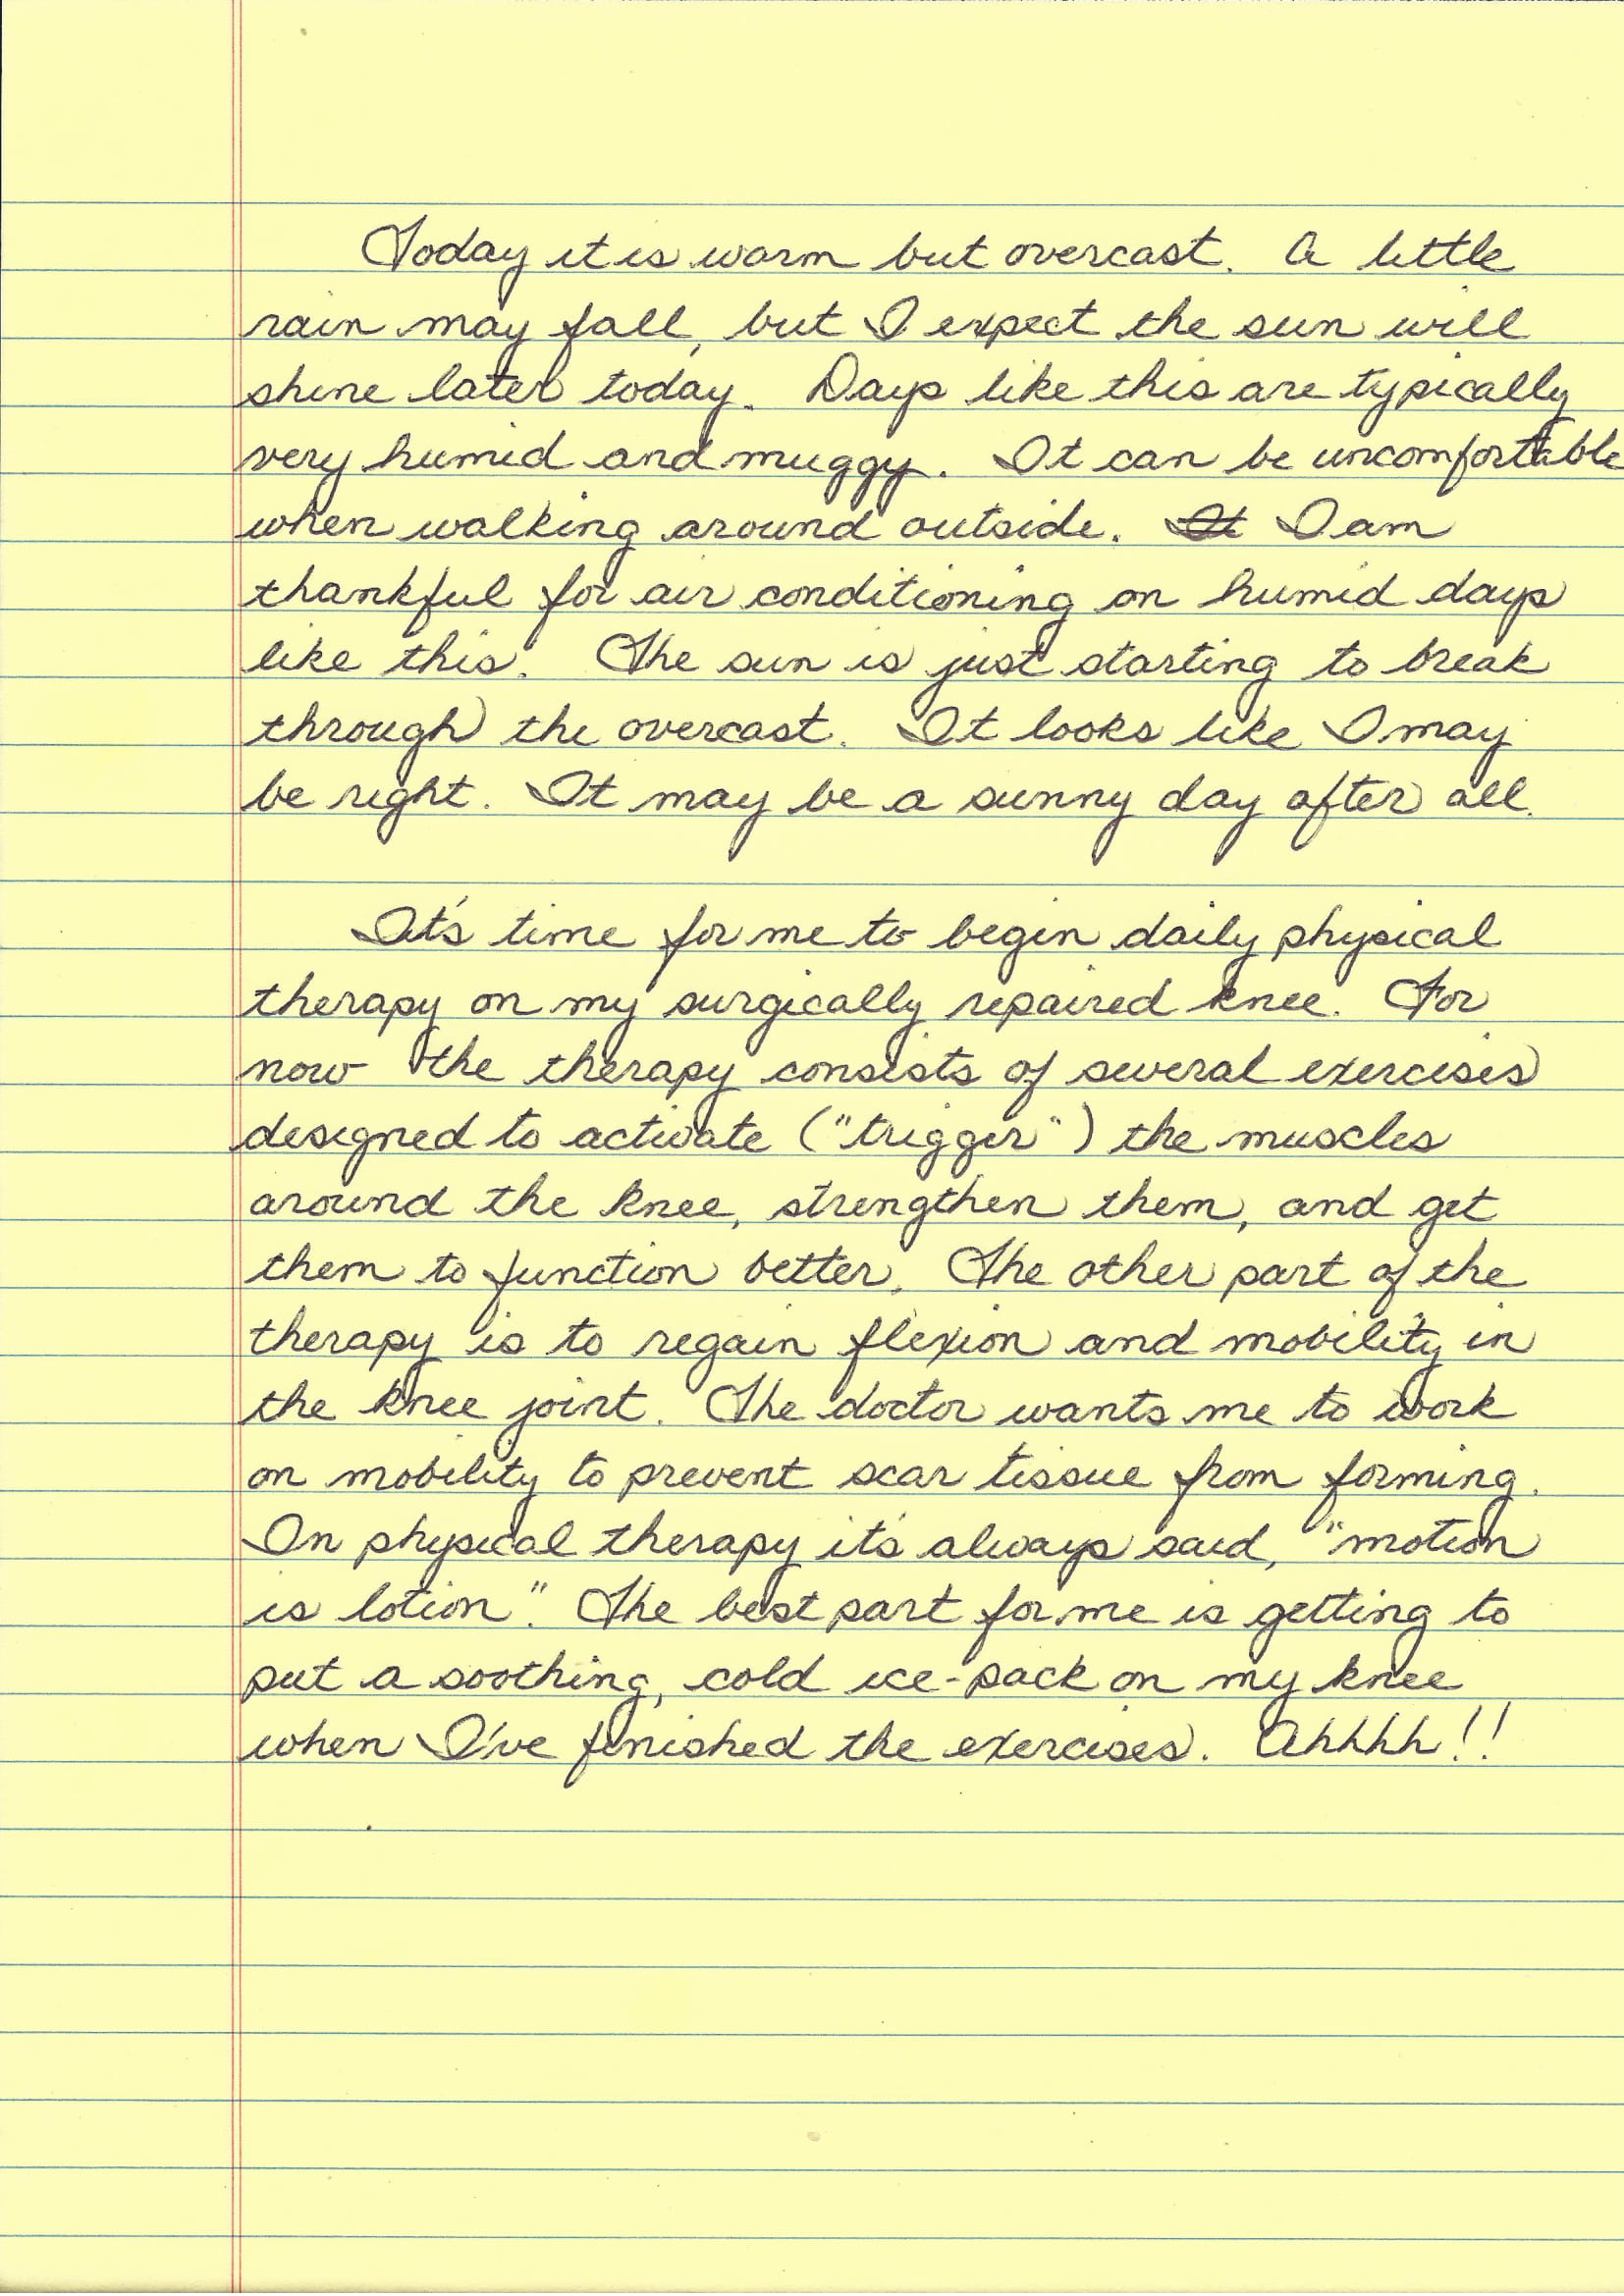 Today it is warm but overcast. A little
rain may fall, but I expect the sun will
shine later today. Days like this are typically
very humid and muggy. It can be uncomfortable
when walking around outside. It I am
thankful for air conditioning on humid days
like this. The sun is just starting to break
through the overcast. It looks like I may
be right. It may be a sunny day after all.
It's time for me to begin daily physical
therapy on my surgically repaired knee. For
now the therapy consists of several exercises
designed to activate ("trigger") the muscles
around the knee, strengthen them, and get
them to function better. The other part of the
therapy is to regain flexion and mobility in
the knee joint. The doctor wants me to work
on mobility to prevent scar tissue from forming.
In physical therapy it's always said, "motion
is lotion". The best part for me is getting to
put a soothing, cold ice-pack on my knee
when I've finished the exercises. Ahhhh!!